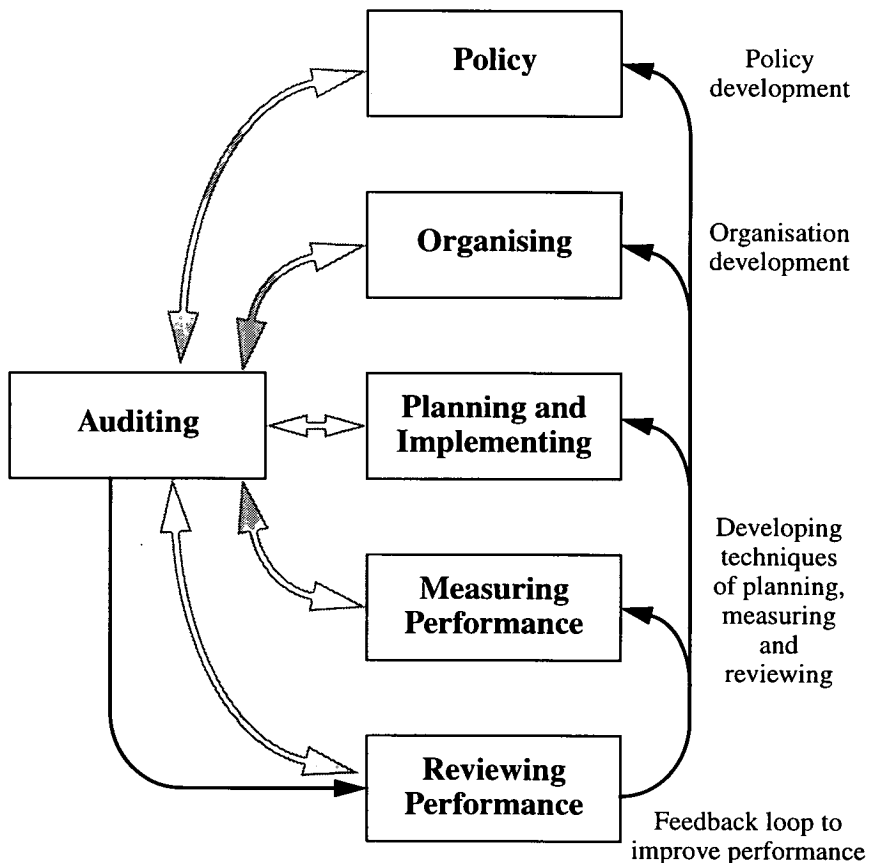 Policy
Policy
development
Organising
Organisation
development
Auditing
Planning and
Implementing
Measuring
Performance
Developing
techniques
of planning,
measuring
and
reviewing
Reviewing
Performance
Feedback loop to
improve performance